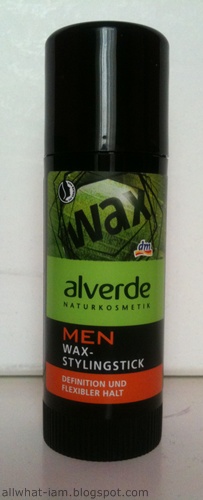 wax
dm
alverde
NATURKOSMETIK
MEN
WAX-
STYLINGSTICK
DEFINITION UND
FLEXIBLER HALT
allwhat-iam.blogspot.com